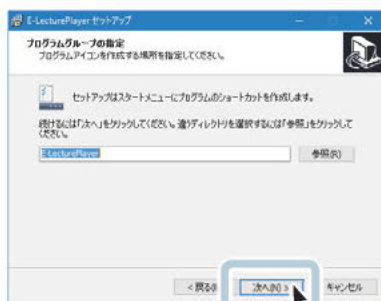 E-LecturePlayer セットアップ
プログラムグループの指定
プログラムアイコンを作成する場所を指定してください。
セットアップはスタートメニューにプログラムのショートカットを作成します。
続けるには「次へ」をクリックしてください。違うディレクトリを選択するには「参照」をクリックして
ください。
E-LecturePlayer
参照(R)
< 戻る(B)
次へ(N) >
キャンセル